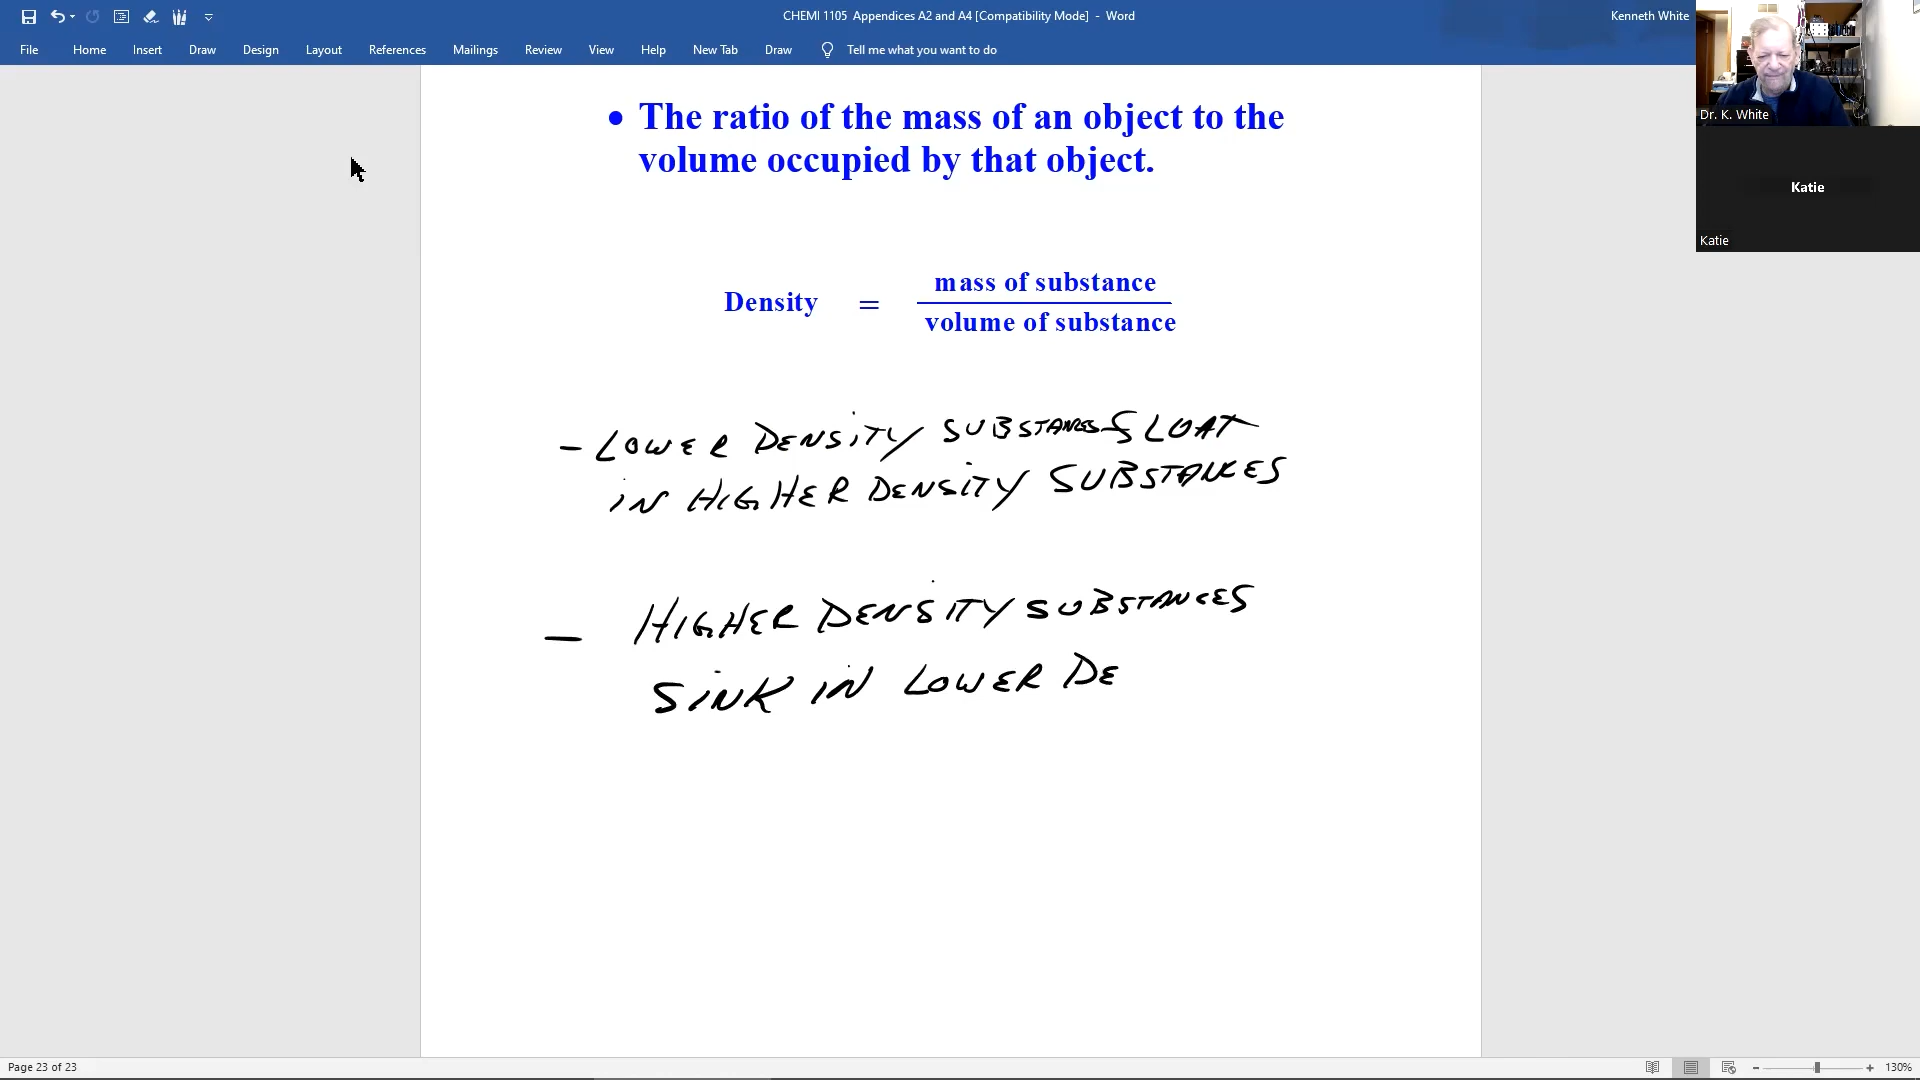 CHEMI 1105 Appendices A2 and A4 [Compatibility Mode] - Word
Kenneth White
File Home Insert Draw Design Layout References Mailings Review View Help New Tab Draw Tell me what you want to do
Dr. K. White
Katie
Katie
• The ratio of the mass of an object to the
volume occupied by that object.
Density = mass of substance
volume of substance
- LOWER DENSITY SUBSTANCES FLOAT
IN HIGHER DENSITY SUBSTANCES
- HIGHER DENSITY SUBSTANCES
SINK IN LOWER DE
Page 23 of 23
130%